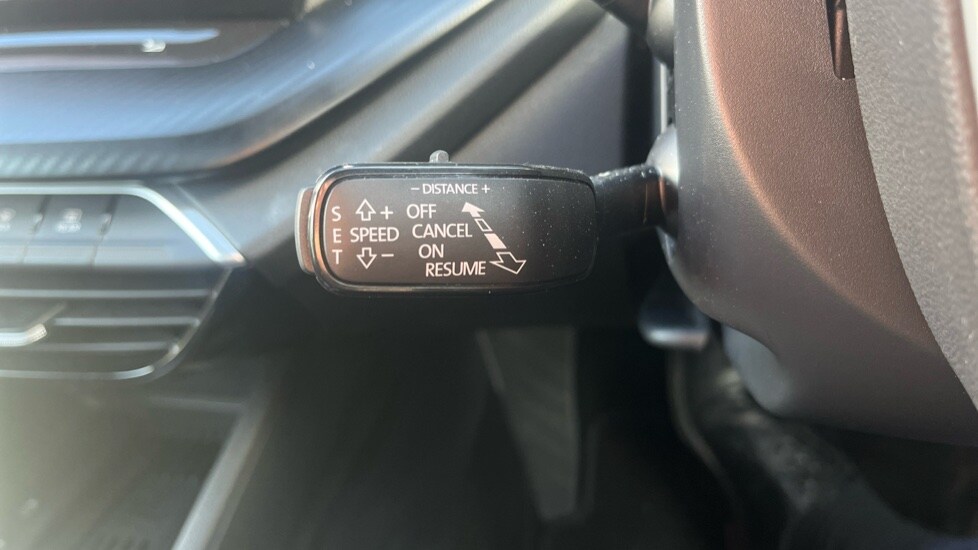 − DISTANCE +
S + OFF
E SPEED CANCEL
T − ON
RESUME